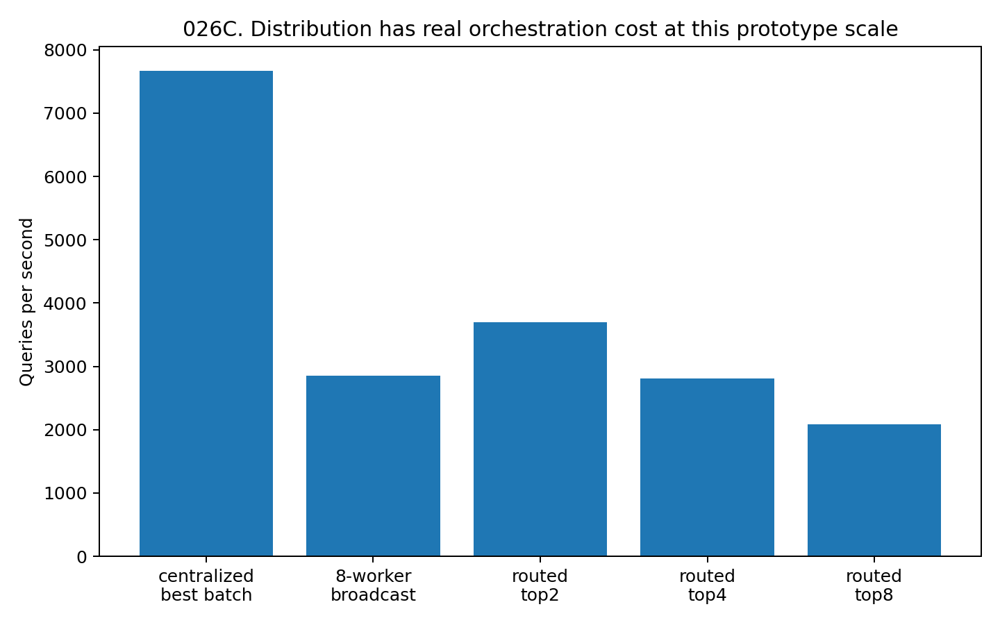 026C. Distribution has real orchestration cost at this prototype scale
8000
7000
6000
5000
4000
3000
2000
1000
0
Queries per second
centralized
best batch
8-worker
broadcast
routed
top2
routed
top4
routed
top8